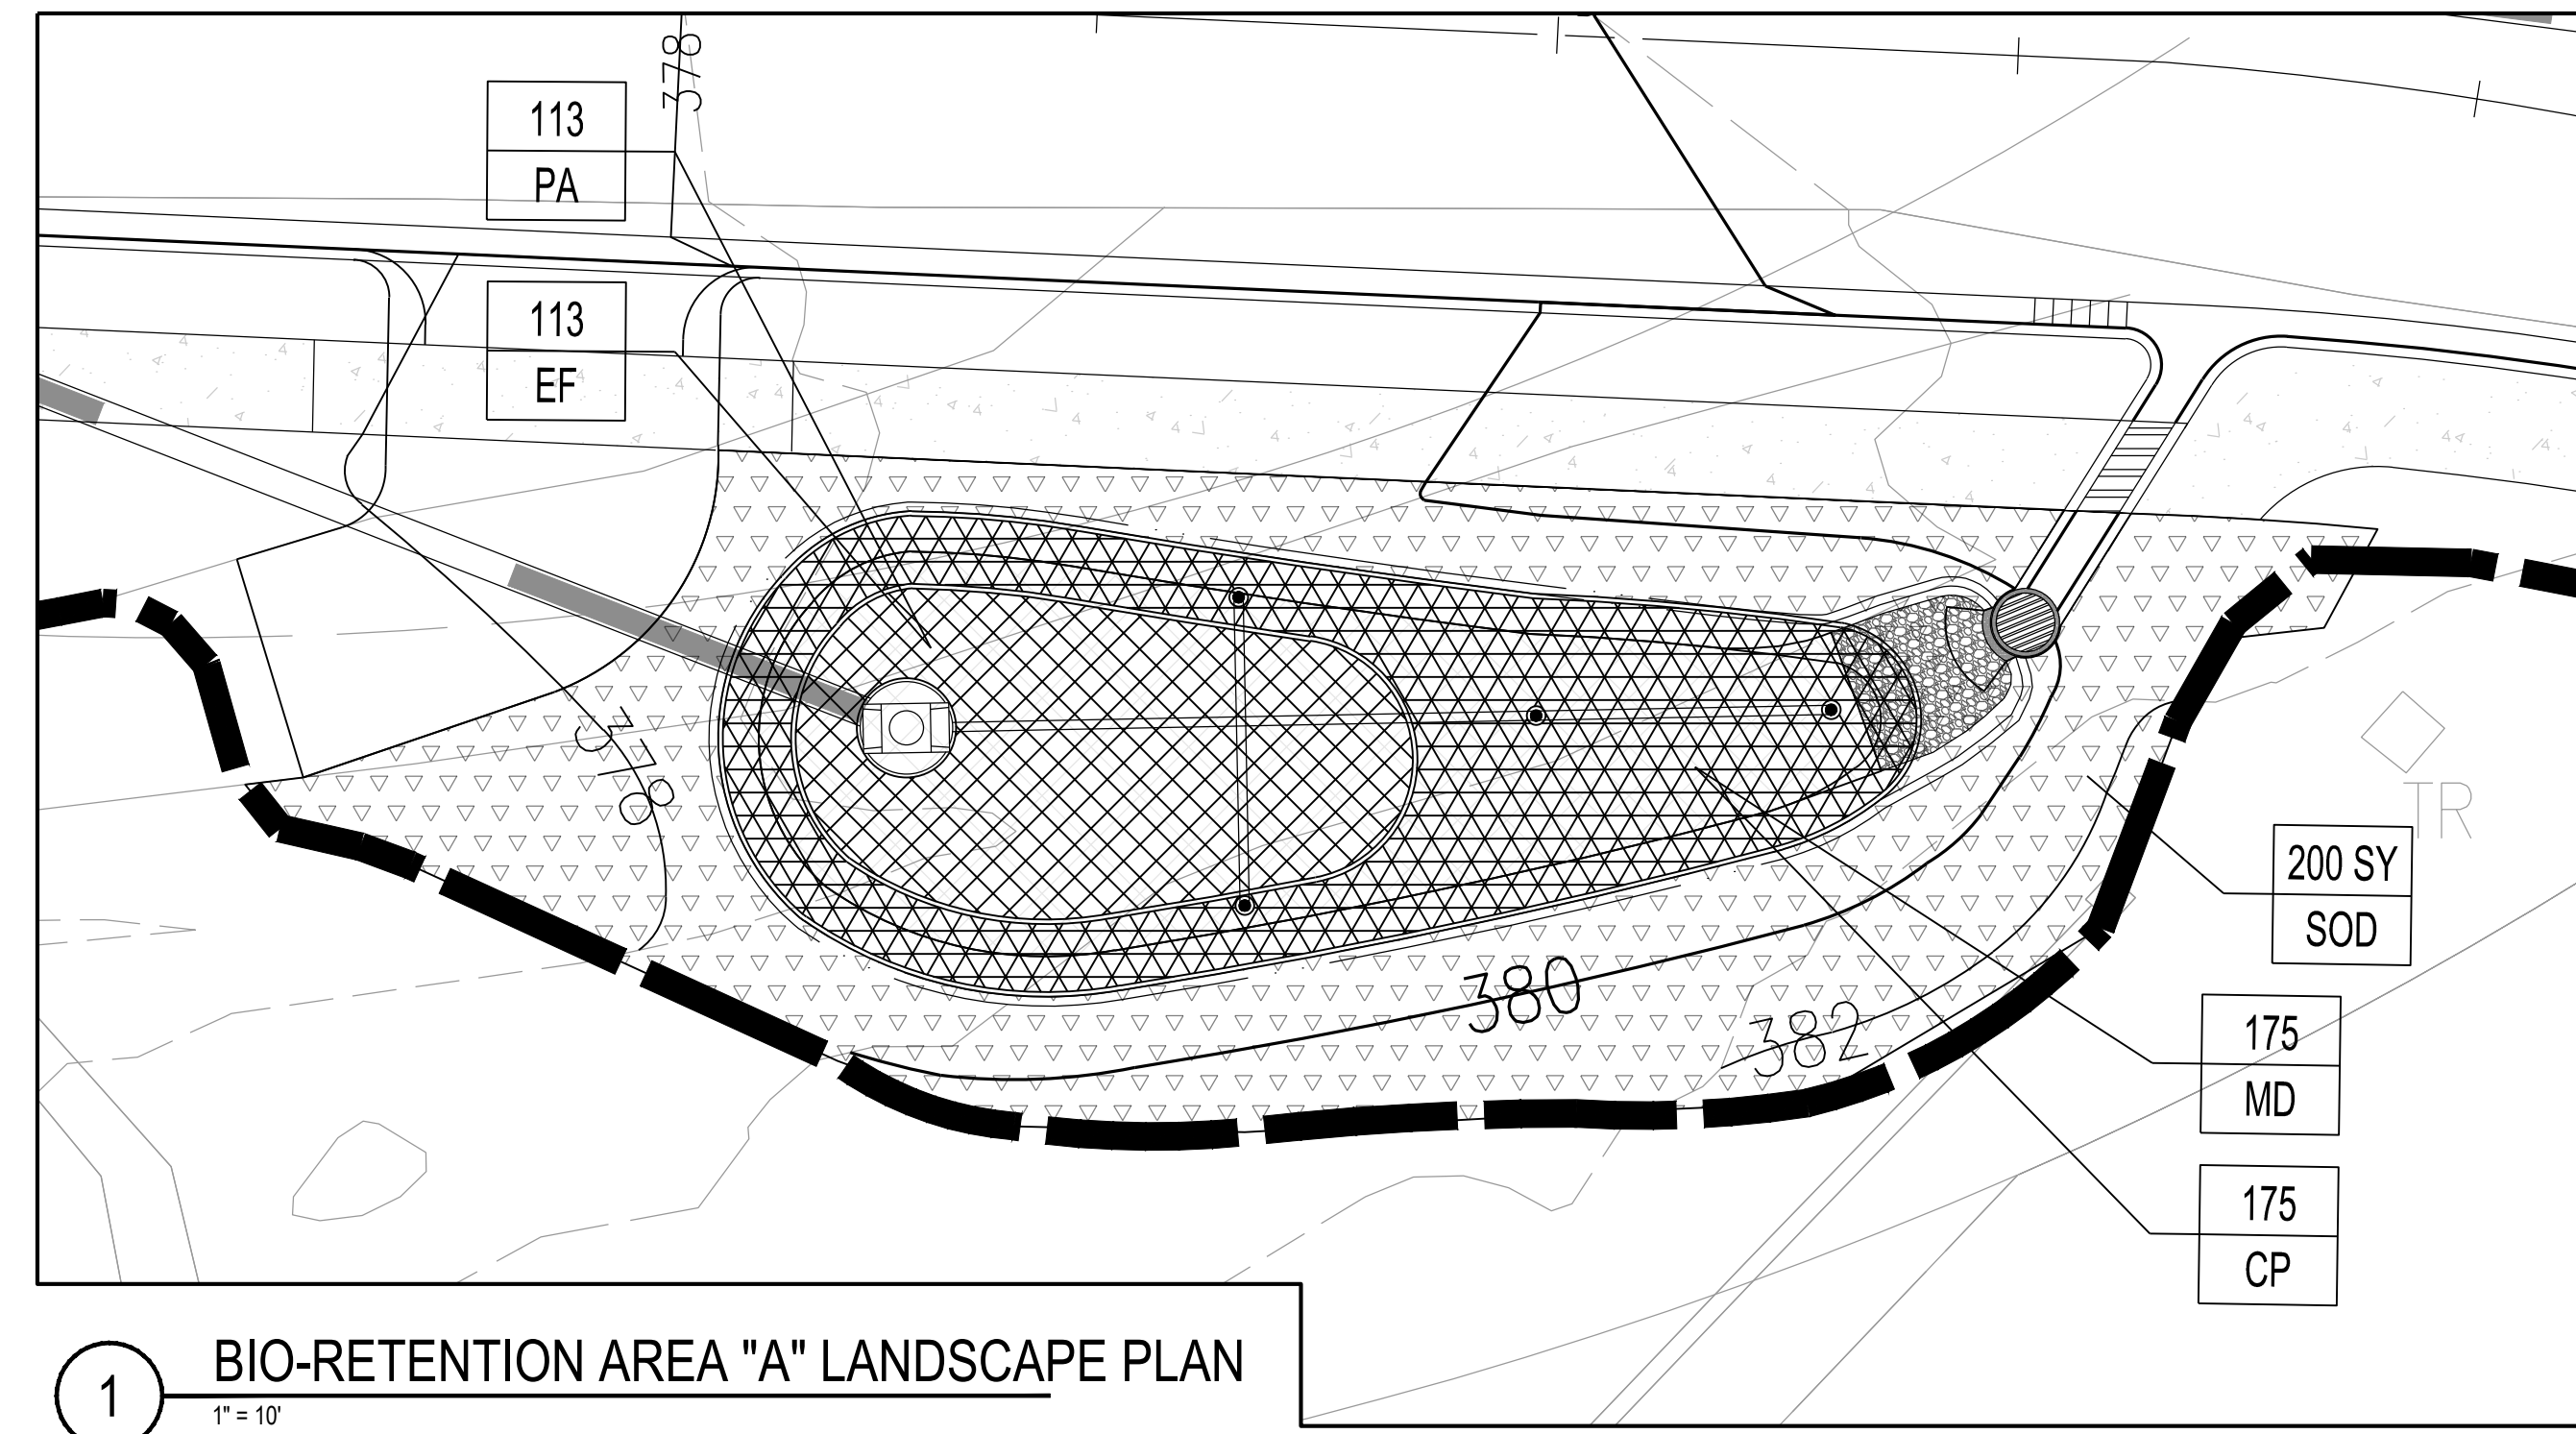 378
113
PA
113
EF
378
380
382
TR
200 SY
SOD
175
MD
175
CP
1
BIO-RETENTION AREA "A" LANDSCAPE PLAN
1" = 10'